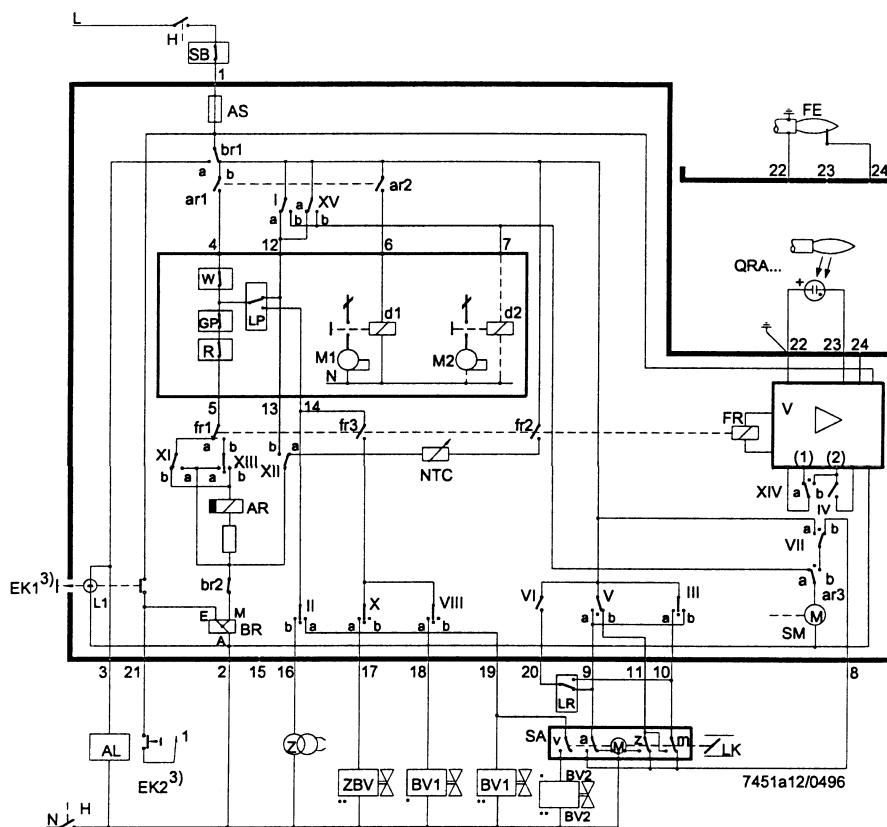 L
H
SB
1
AS
FE
br1
22 23 24
a b
ar1 ar2
I XV
a b a b
QRA...
+
4 12 6 7
22 23 24
W
LP
d1 d2
GP
R
M1 M2
N
V
5 13 14
FR
fr1 fr3 fr2
(1) (2)
XI XIII XII a
a
b a a b b
NTC
XIV a b IV
AR
a b
VII
br2
a b
ar3
EK1 3)
L1
VI V III
M
SM
E M
II X VIII
BR
b a a b a b
a b a b
A
3 21 2 15 16 17 18 19 20 9 11 10 8
LR
AL
1
Z
SA v a M z m
LK
EK2 3)
ZBV BV1 BV1 BV2
7451a12/0496
BV2
N H